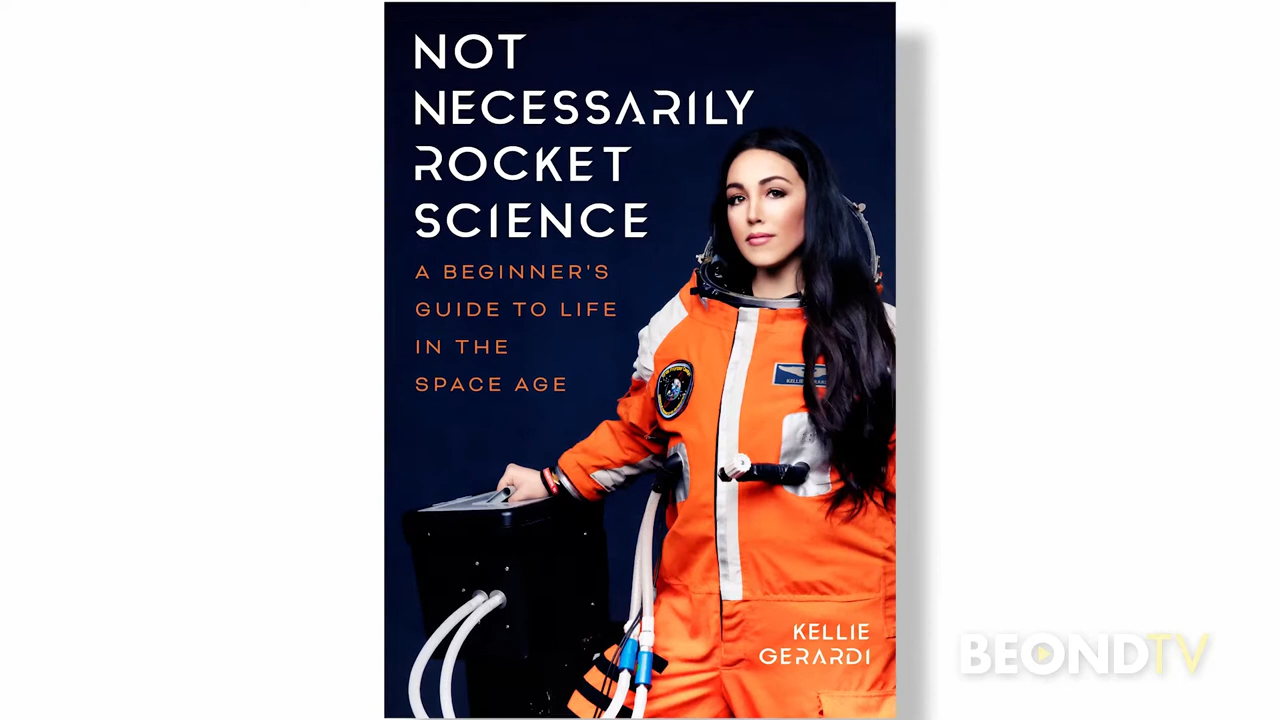 NOT
NECESSARILY
ROCKET
SCIENCE
A BEGINNER'S
GUIDE TO LIFE
IN THE
SPACE AGE
KELLIE
GERARDI
BEONDTV